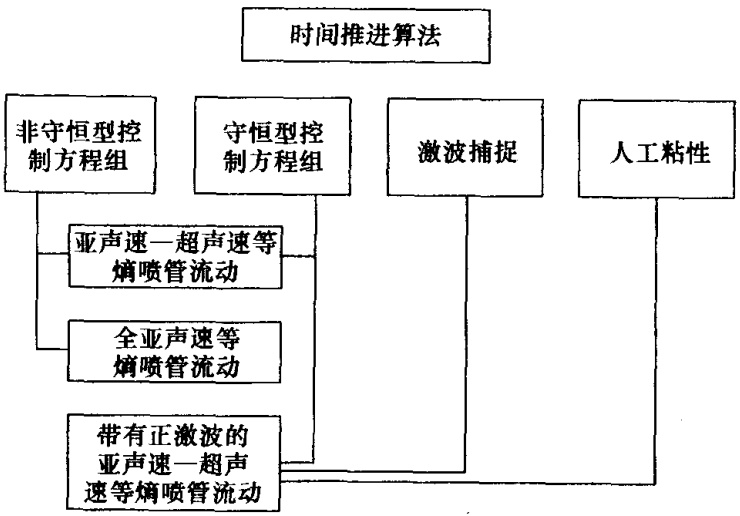 时间推进算法
非守恒型控
制方程组
守恒型控
制方程组
激波捕捉
人工粘性
亚声速—超声速等
熵喷管流动
全亚声速等
熵喷管流动
带有正激波的
亚声速—超声
速等熵喷管流动